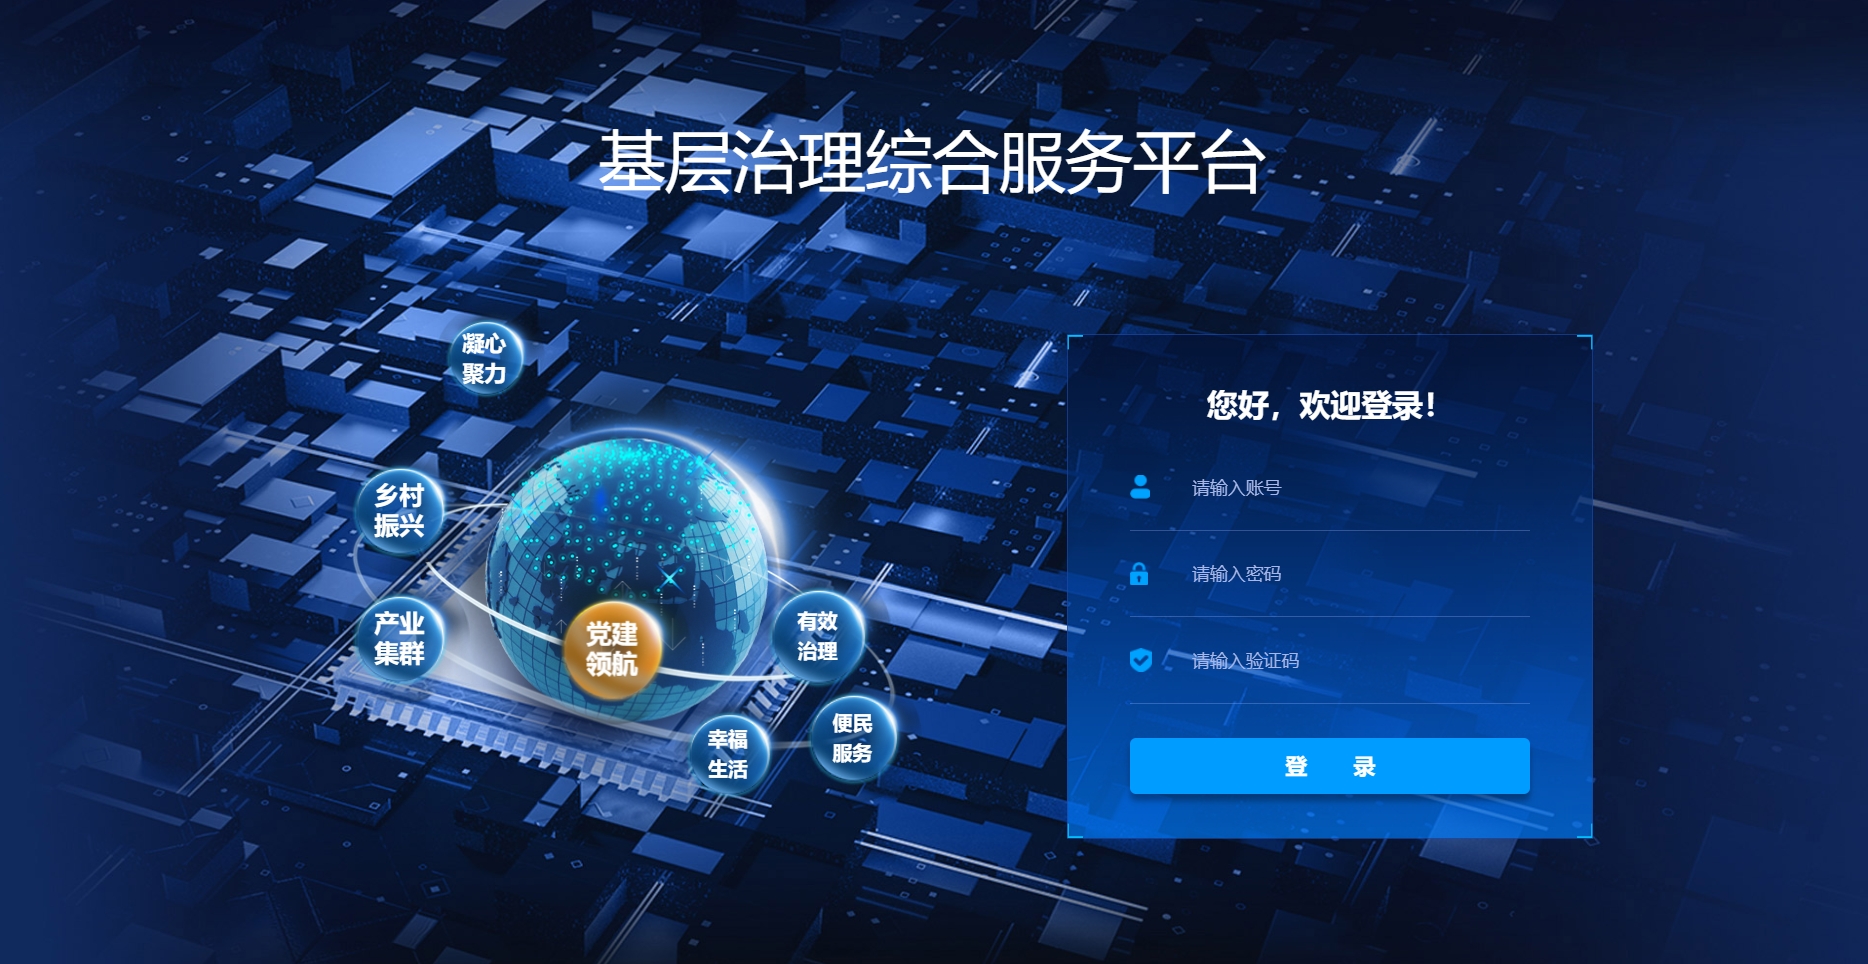 基层治理综合服务平台
凝心
聚力
乡村
振兴
产业
集群
党建
领航
有效
治理
便民
服务
幸福
生活
您好，欢迎登录！
请输入账号
请输入密码
请输入验证码
登 录